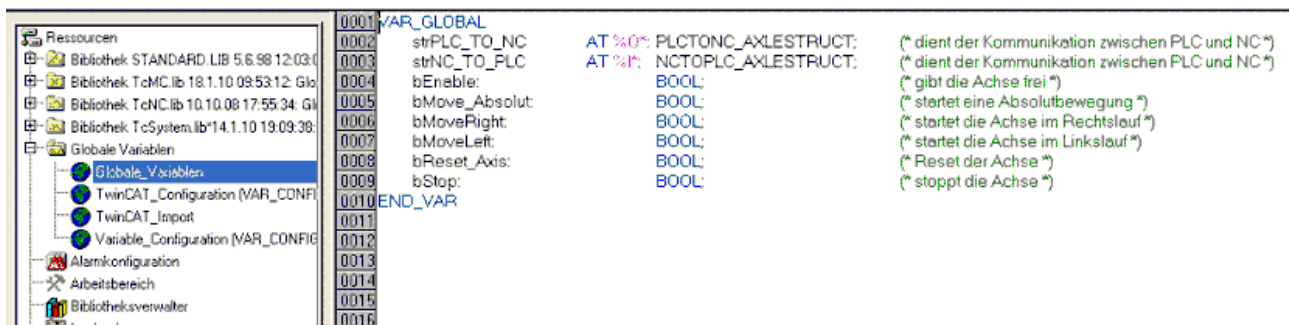 Ressourcen
Bibliothek STANDARD.LIB 5.6.98 12:03:0
Bibliothek TcMC.lib 18.1.10 09:53:12: Glo
Bibliothek TcNC.lib 10.10.08 17:55:34: Gl
Bibliothek TcSystem.lib*14.1.10 19:09:38:
Globale Variablen
Globale_Variablen
TwinCAT_Configuration (VAR_CONFI
TwinCAT_Import
Variable_Configuration (VAR_CONFIG
Alarmkonfiguration
Arbeitsbereich
Bibliotheksverwalter
0001 VAR_GLOBAL
0002 strPLC_TO_NC AT %Q*: PLCTONC_AXLESTRUCT; (* dient der Kommunikation zwischen PLC und NC *)
0003 strNC_TO_PLC AT %I*: NCTOPLC_AXLESTRUCT; (* dient der Kommunikation zwischen PLC und NC *)
0004 bEnable: BOOL; (* gibt die Achse frei *)
0005 bMove_Absolut: BOOL; (* startet eine Absolutbewegung *)
0006 bMoveRight: BOOL; (* startet die Achse im Rechtslauf *)
0007 bMoveLeft: BOOL; (* startet die Achse im Linkslauf *)
0008 bReset_Axis: BOOL; (* Reset der Achse *)
0009 bStop: BOOL; (* stoppt die Achse *)
0010 END_VAR
0011
0012
0013
0014
0015
0016